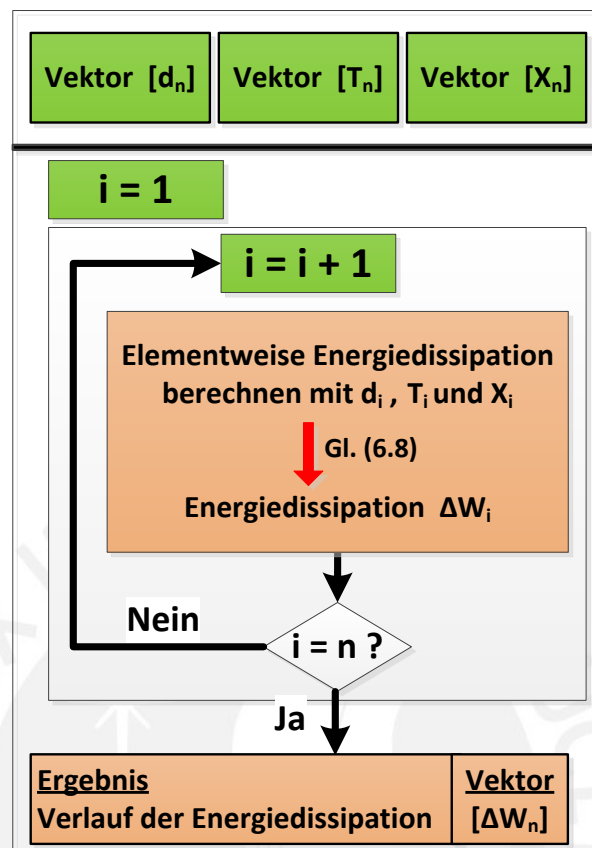 Vektor [dₙ] Vektor [Tₙ] Vektor [Xₙ]
i = 1
i = i + 1
Elementweise Energiedissipation
berechnen mit dᵢ , Tᵢ und Xᵢ
Gl. (6.8)
Energiedissipation ΔWᵢ
Nein
i = n ?
Ja
Ergebnis Vektor
Verlauf der Energiedissipation [ΔWₙ]